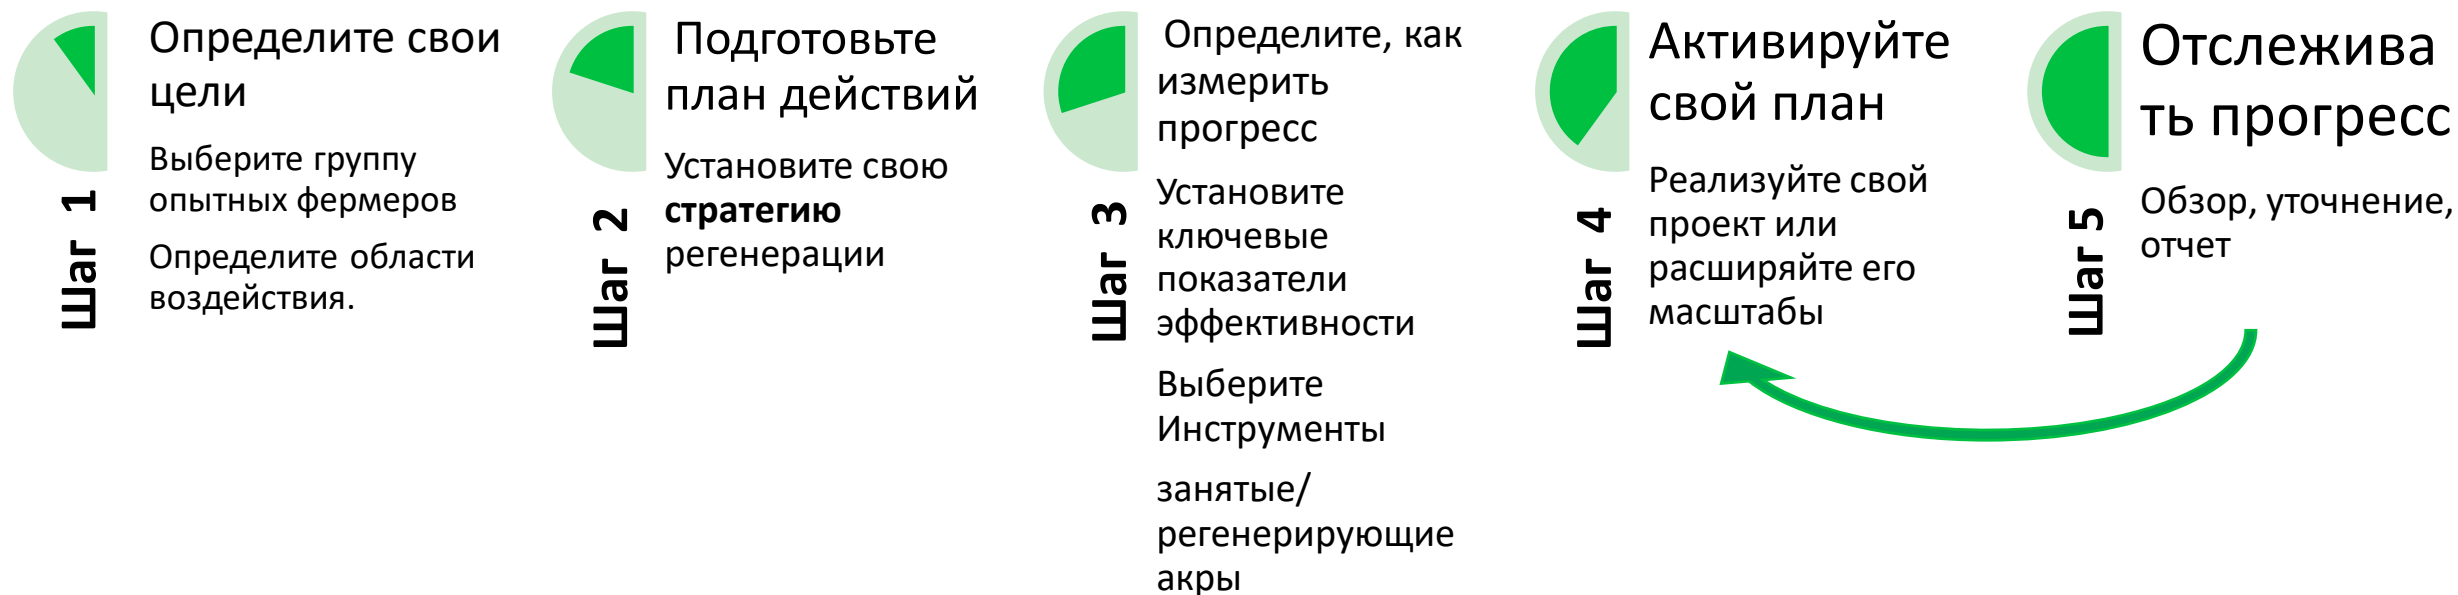 Шаг 1
Определите свои
цели
Выберите группу
опытных фермеров
Определите области
воздействия.
Шаг 2
Подготовьте
план действий
Установите свою
стратегию
регенерации
Шаг 3
Определите, как
измерить
прогресс
Установите
ключевые
показатели
эффективности
Выберите
Инструменты
занятые/
регенерирующие
акры
Шаг 4
Активируйте
свой план
Реализуйте свой
проект или
расширяйте его
масштабы
Шаг 5
Отслежива
ть прогресс
Обзор, уточнение,
отчет